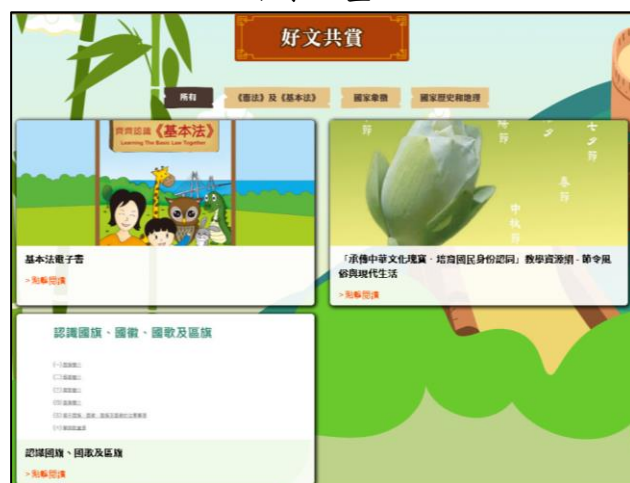 好文共賞
所有
《憲法》及《基本法》
國家象徵
國家歷史和地理
齊齊認識《基本法》
Learning The Basic Law Together
基本法電子書
>點擊閱讀
七夕節
春節
中秋節
「承傳中華文化瑰寶、培育國民身份認同」教學資源網 - 節令風
俗與現代生活
>點擊閱讀
認識國旗、國徽、國歌及區旗
認識國旗、國歌及區旗
>點擊閱讀